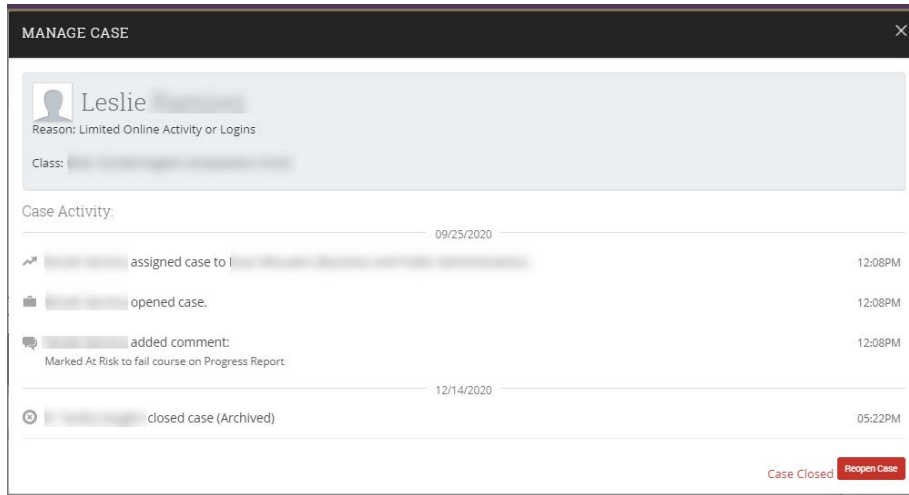 MANAGE CASE
×
Leslie
Reason: Limited Online Activity or Logins
Class:
Case Activity:
09/25/2020
assigned case to 12:08PM
opened case. 12:08PM
added comment: 12:08PM
Marked At Risk to fail course on Progress Report
12/14/2020
closed case (Archived) 05:22PM
Case Closed Reopen Case